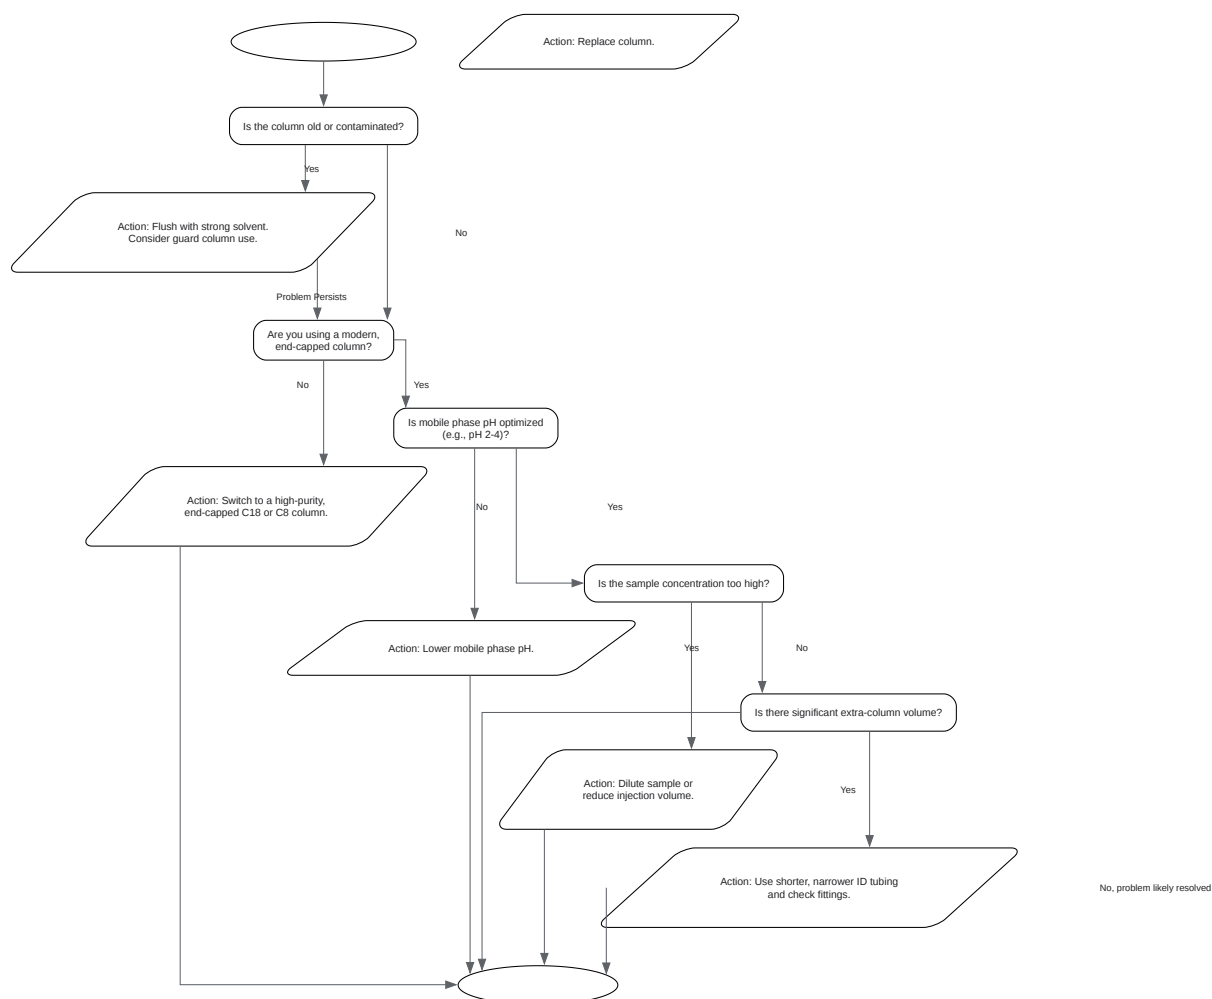 Action: Replace column.
Is the column old or contaminated?
Yes
Action: Flush with strong solvent.
Consider guard column use.
No
Problem Persists
Are you using a modern,
end-capped column?
No
Yes
Is mobile phase pH optimized
(e.g., pH 2-4)?
Action: Switch to a high-purity,
end-capped C18 or C8 column.
No
Yes
Is the sample concentration too high?
Action: Lower mobile phase pH.
Yes
No
Is there significant extra-column volume?
Action: Dilute sample or
reduce injection volume.
Yes
Action: Use shorter, narrower ID tubing
and check fittings.
No, problem likely resolved